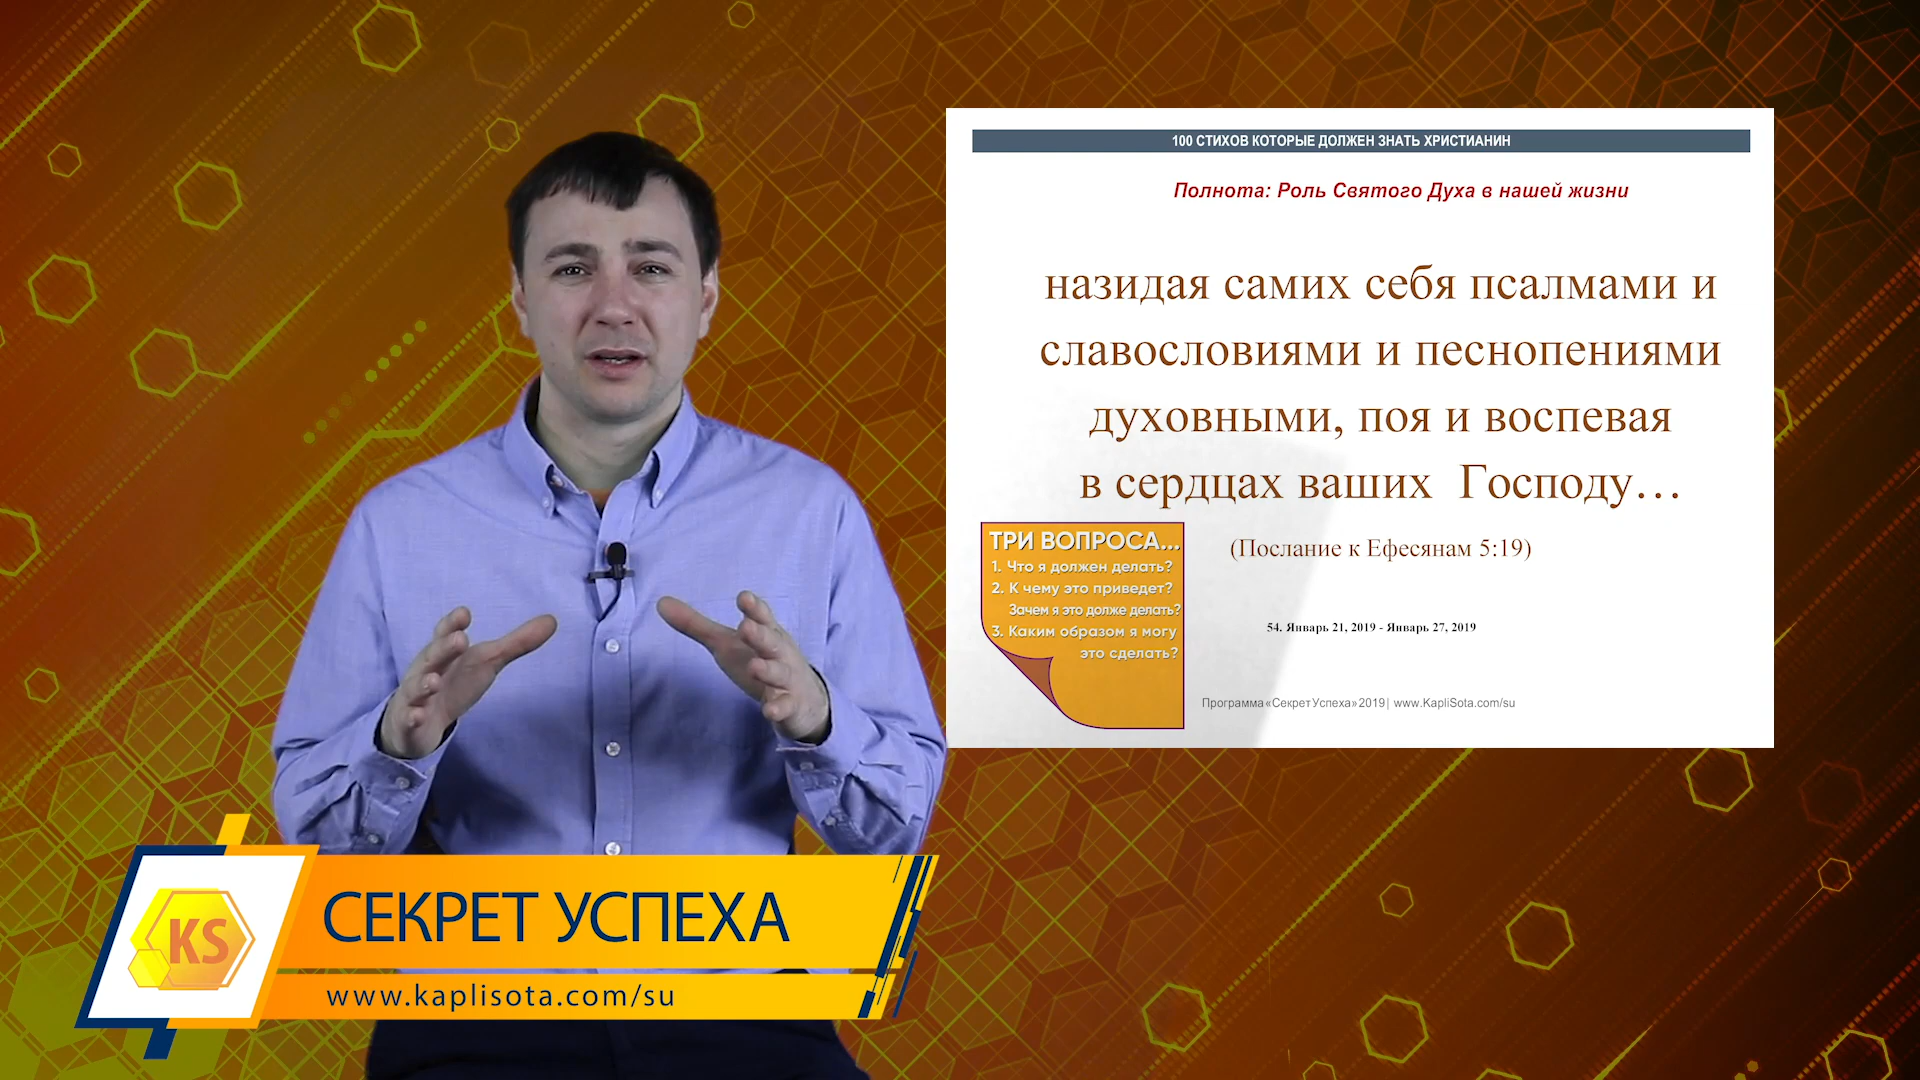 100 СТИХОВ КОТОРЫЕ ДОЛЖЕН ЗНАТЬ ХРИСТИАНИН
Полнота: Роль Святого Духа в нашей жизни
назидая самих себя псалмами и
славословиями и песнопениями
духовными, поя и воспевая
в сердцах ваших Господу…
(Послание к Ефесянам 5:19)
ТРИ ВОПРОСА...
1. Что я должен делать?
2. К чему это приведет?
Зачем я это долже делать?
3. Каким образом я могу
это сделать?
54. Январь 21, 2019 - Январь 27, 2019
Программа «Секрет Успеха» 2019 | www.KapliSota.com/su
KS
СЕКРЕТ УСПЕХА
www.kaplisota.com/su